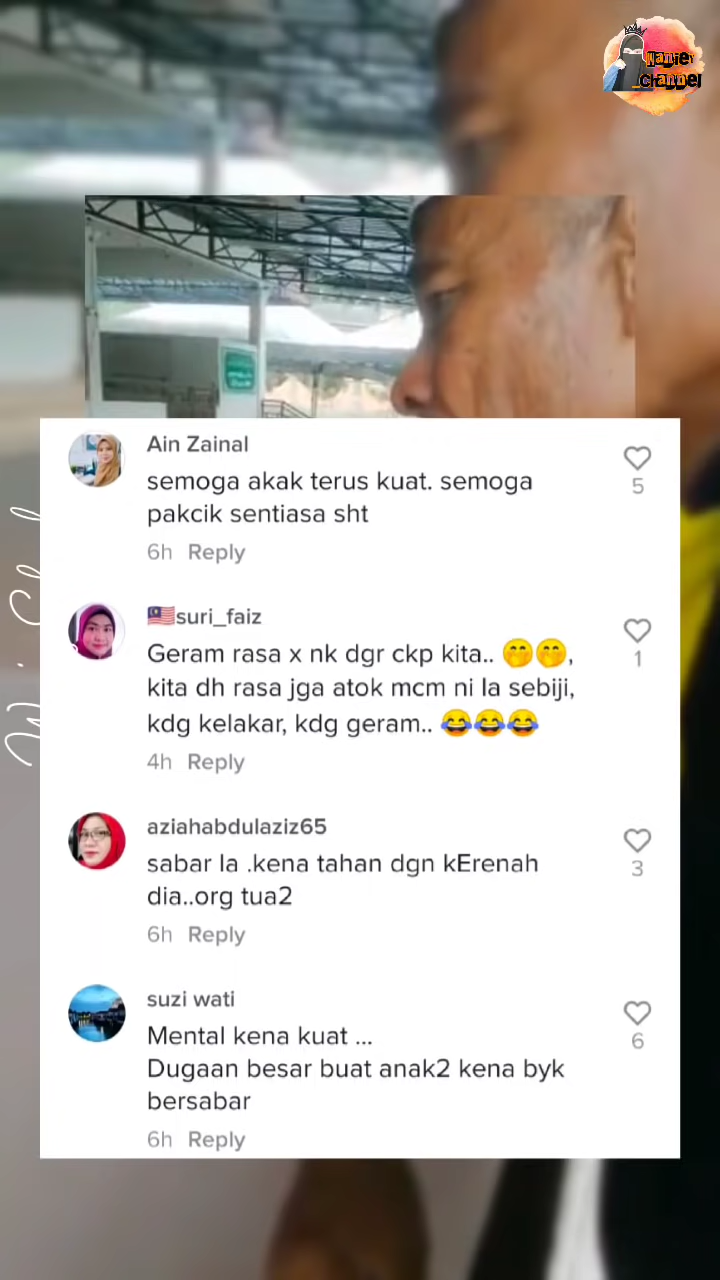 Nanier
channel
Ain Zainal
semoga akak terus kuat. semoga
pakcik sentiasa sht
5
6h Reply
🇲🇾suri_faiz
Geram rasa x nk dgr ckp kita.. 🤭🤭,
kita dh rasa jga atok mcm ni la sebiji,
kdg kelakar, kdg geram.. 😂😂😂
1
4h Reply
aziahabdulaziz65
sabar la .kena tahan dgn kErenah
dia..org tua2
3
6h Reply
suzi wati
Mental kena kuat ...
Dugaan besar buat anak2 kena byk
bersabar
6
6h Reply